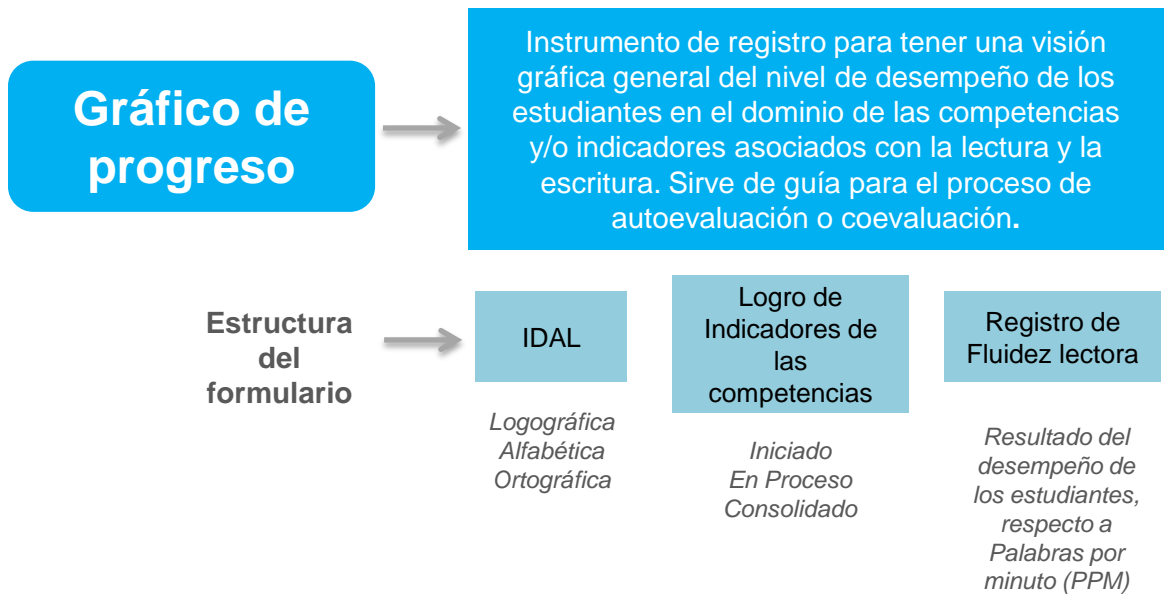 Gráfico de
progreso
Instrumento de registro para tener una visión
gráfica general del nivel de desempeño de los
estudiantes en el dominio de las competencias
y/o indicadores asociados con la lectura y la
escritura. Sirve de guía para el proceso de
autoevaluación o coevaluación.
Estructura
del
formulario
IDAL
Logográfica
Alfabética
Ortográfica
Logro de
Indicadores de
las
competencias
Iniciado
En Proceso
Consolidado
Registro de
Fluidez lectora
Resultado del
desempeño de
los estudiantes,
respecto a
Palabras por
minuto (PPM)